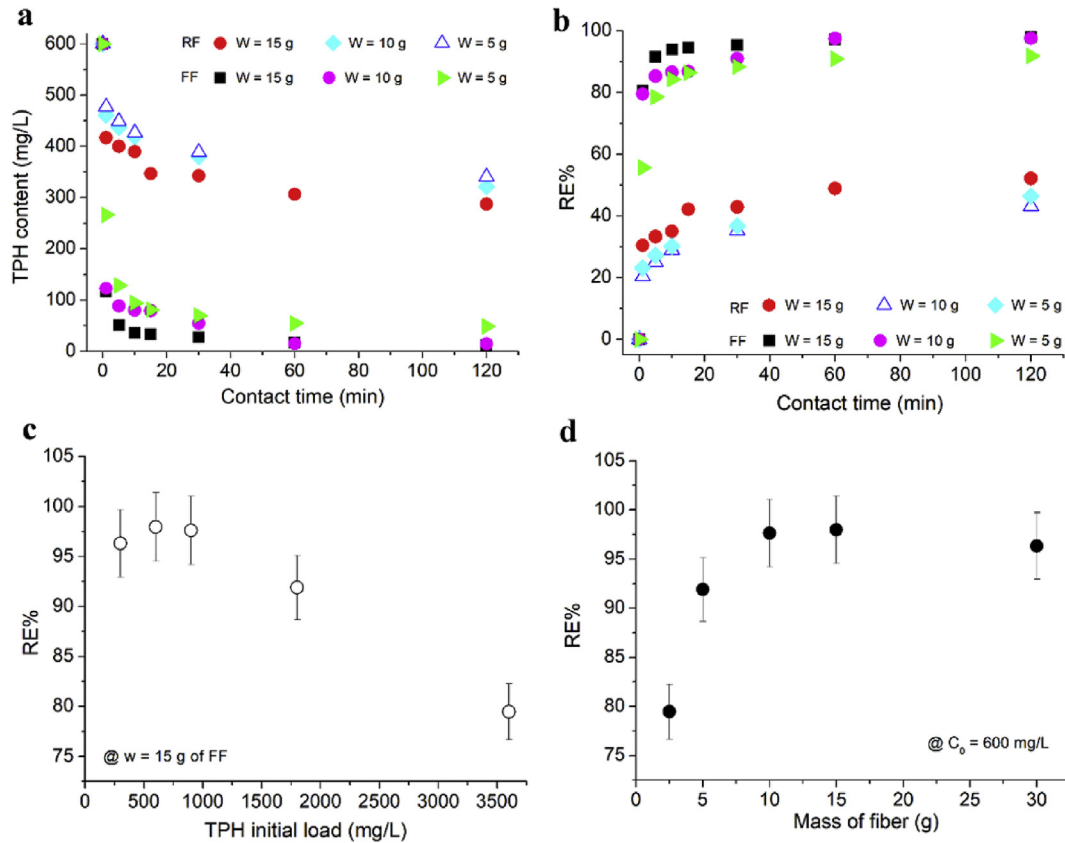 a
600
500
400
300
200
100
0
TPH content (mg/L)
RF W = 15 g W = 10 g W = 5 g
FF W = 15 g W = 10 g W = 5 g
0 20 40 60 80 100 120
Contact time (min)
b
100
80
60
40
20
0
RE%
RF W = 15 g W = 10 g W = 5 g
FF W = 15 g W = 10 g W = 5 g
0 20 40 60 80 100 120
Contact time (min)
c
105
100
95
90
85
80
75
RE%
@ w = 15 g of FF
0 500 1000 1500 2000 2500 3000 3500
TPH initial load (mg/L)
d
105
100
95
90
85
80
75
RE%
@ C₀ = 600 mg/L
0 5 10 15 20 25 30
Mass of fiber (g)